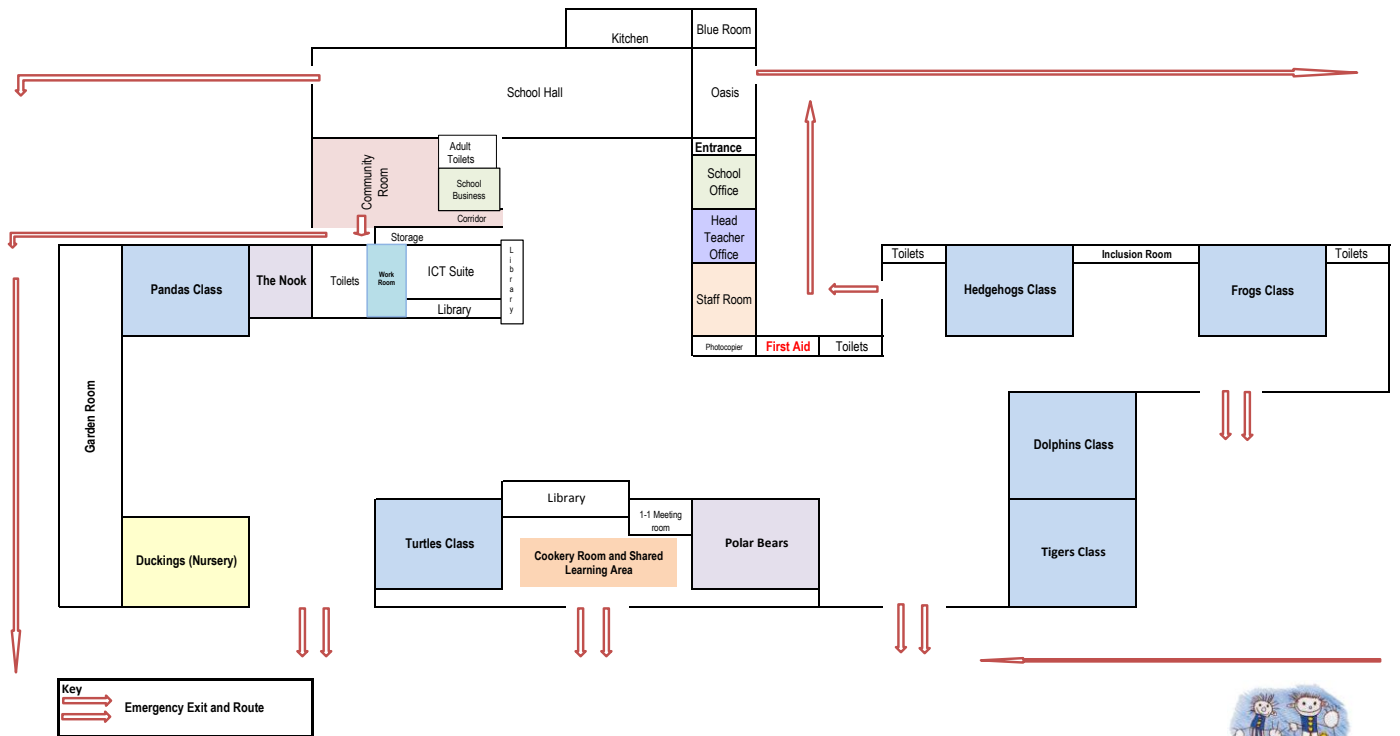 Blue Room
Kitchen
School Hall
Oasis
Entrance
Adult
Toilets
Community
Room
School
Business
School
Office
Corridor
Head
Teacher
Office
Storage
Pandas Class
The Nook
Toilets
Work
Room
ICT Suite
Library
Library
Staff Room
Toilets
Hedgehogs Class
Inclusion Room
Frogs Class
Toilets
Photocopier
First Aid
Toilets
Garden Room
Dolphins Class
Duckings (Nursery)
Turtles Class
Library
1-1 Meeting
room
Cookery Room and Shared
Learning Area
Polar Bears
Tigers Class
Key
Emergency Exit and Route